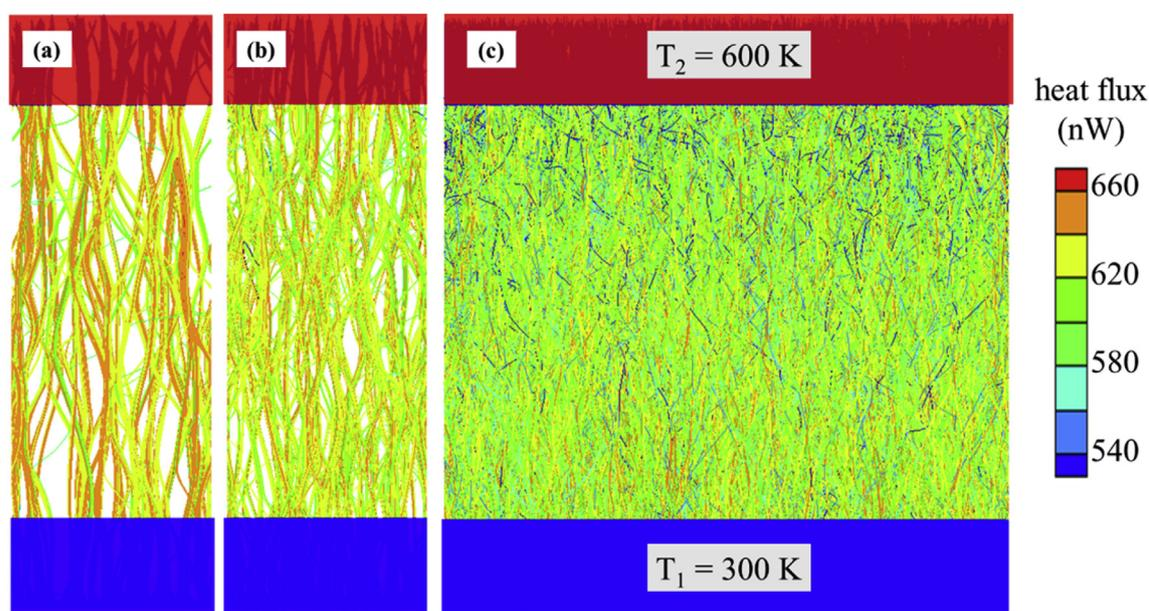 (a)
(b)
(c)
T₂ = 600 K
heat flux
(nW)
660
620
580
540
T₁ = 300 K